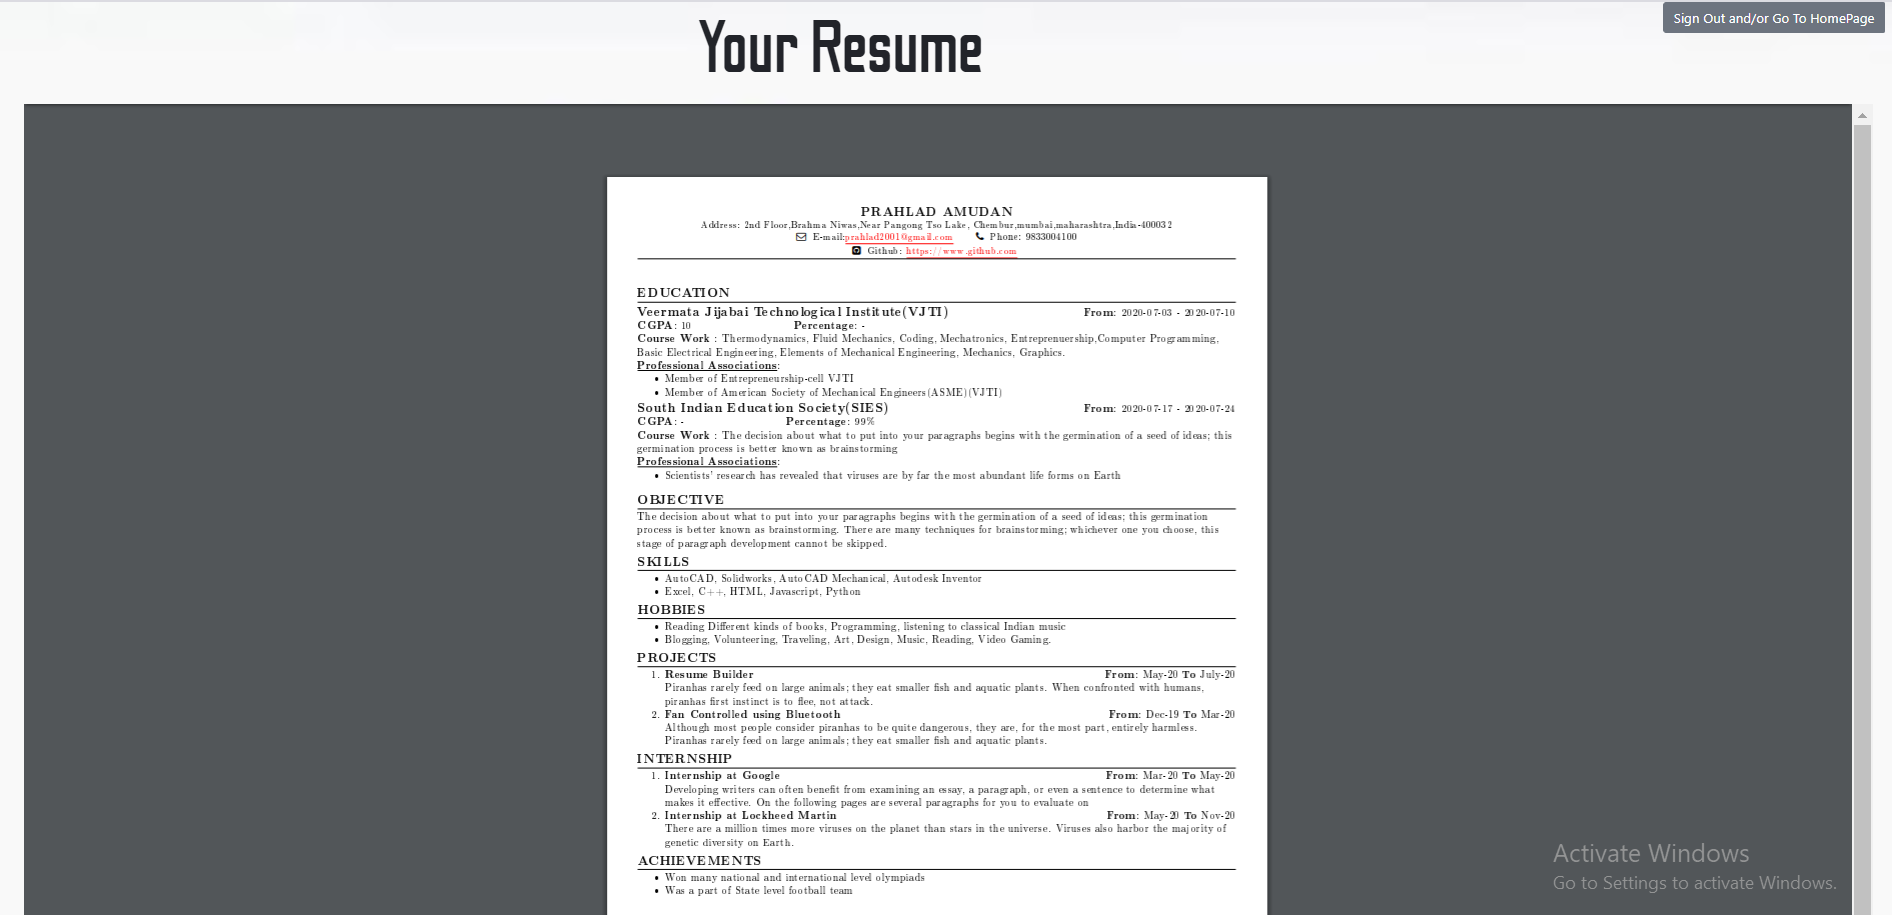 Sign Out and/or Go To HomePage
Your Resume
PRAHLAD AMUDAN
Address: 2nd Floor,Brahma Niwas,Near Pangong Tso Lake, Chembur,mumbai,maharashtra,India-400032
E-mail:prahlad2001@gmail.com Phone: 9833004100
Github: https://www.github.com
EDUCATION
Veermata Jijabai Technological Institute(VJTI) From: 2020-07-03 - 2020-07-10
CGPA: 10 Percentage: -
Course Work : Thermodynamics, Fluid Mechanics, Coding, Mechatronics, Entreprenuership,Computer Programming,
Basic Electrical Engineering, Elements of Mechanical Engineering, Mechanics, Graphics.
Professional Associations:
• Member of Entrepreneurship-cell VJTI
• Member of American Society of Mechanical Engineers(ASME)(VJTI)
South Indian Education Society(SIES) From: 2020-07-17 - 2020-07-24
CGPA: - Percentage: 99%
Course Work : The decision about what to put into your paragraphs begins with the germination of a seed of ideas; this
germination process is better known as brainstorming
Professional Associations:
• Scientists' research has revealed that viruses are by far the most abundant life forms on Earth
OBJECTIVE
The decision about what to put into your paragraphs begins with the germination of a seed of ideas; this germination
process is better known as brainstorming. There are many techniques for brainstorming; whichever one you choose, this
stage of paragraph development cannot be skipped.
SKILLS
• AutoCAD, Solidworks, AutoCAD Mechanical, Autodesk Inventor
• Excel, C++, HTML, Javascript, Python
HOBBIES
• Reading Different kinds of books, Programming, listening to classical Indian music
• Blogging, Volunteering, Traveling, Art, Design, Music, Reading, Video Gaming.
PROJECTS
1. Resume Builder From: May-20 To July-20
Piranhas rarely feed on large animals; they eat smaller fish and aquatic plants. When confronted with humans,
piranhas first instinct is to flee, not attack.
2. Fan Controlled using Bluetooth From: Dec-19 To Mar-20
Although most people consider piranhas to be quite dangerous, they are, for the most part, entirely harmless.
Piranhas rarely feed on large animals; they eat smaller fish and aquatic plants.
INTERNSHIP
1. Internship at Google From: Mar-20 To May-20
Developing writers can often benefit from examining an essay, a paragraph, or even a sentence to determine what
makes it effective. On the following pages are several paragraphs for you to evaluate on
2. Internship at Lockheed Martin From: May-20 To Nov-20
There are a million times more viruses on the planet than stars in the universe. Viruses also harbor the majority of
genetic diversity on Earth.
ACHIEVEMENTS
• Won many national and international level olympiads
• Was a part of State level football team
Activate Windows
Go to Settings to activate Windows.